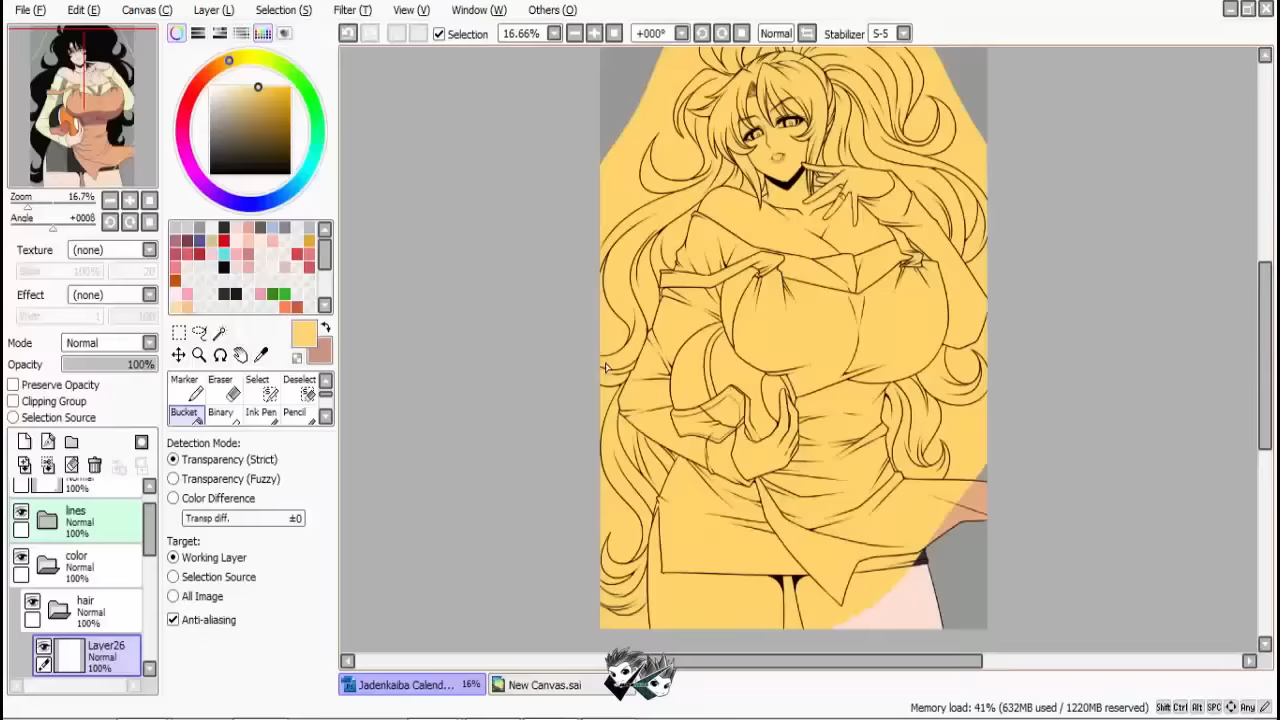 File (F) Edit (E) Canvas (C) Layer (L) Selection (S) Filter (T) View (V) Window (W) Others (O)
Selection 16.66% +000° Normal Stabilizer S-5
Zoom 16.7%
Angle +000ß
Texture (none)
Effect (none)
Mode Normal
Opacity 100%
Preserve Opacity
Clipping Group
Selection Source
Normal
100%
lines
Normal
100%
color
Normal
100%
hair
Normal
100%
Layer26
Normal
100%
Marker Eraser Select Deselect
Bucket Binary Ink Pen Pencil
Detection Mode:
Transparency (Strict)
Transparency (Fuzzy)
Color Difference
Transp diff. ±0
Target:
Working Layer
Selection Source
All Image
Anti-aliasing
Jadenkaiba Calend... 16% New Canvas.sai
Memory load: 41% (632MB used / 1220MB reserved) Shift Ctrl Alt SPC Any